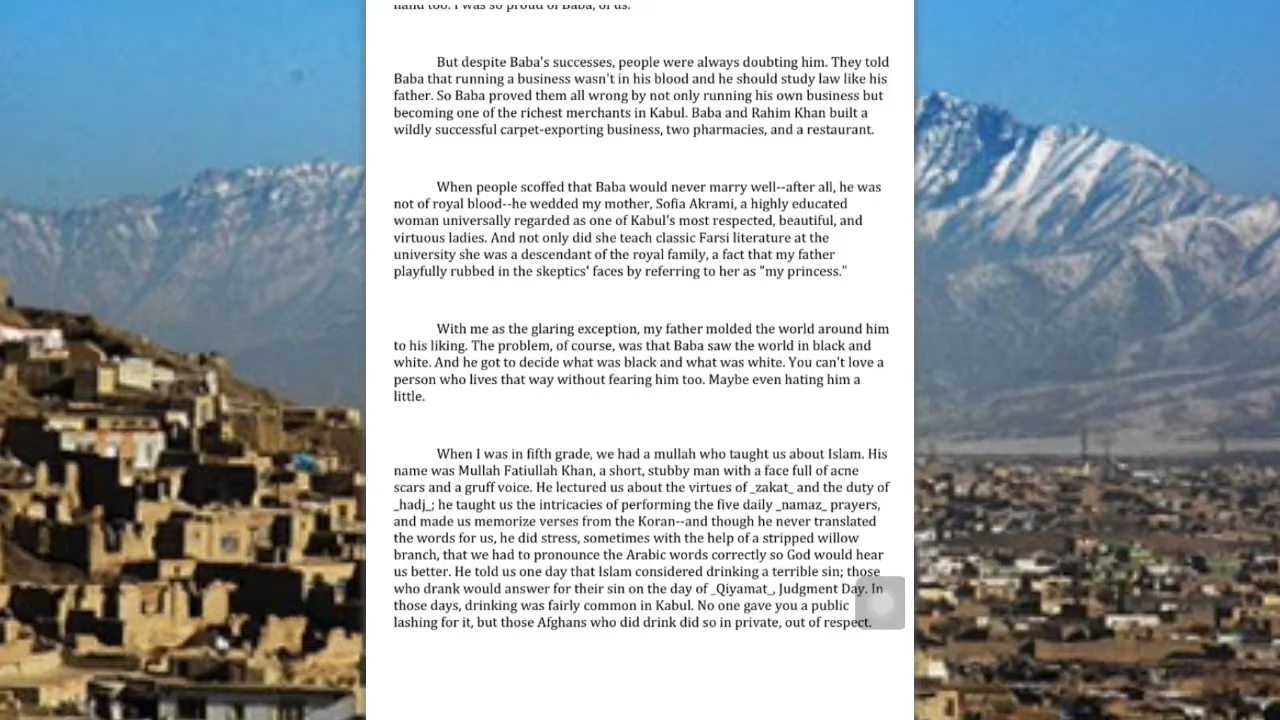 hand too. I was so proud of Baba, of us.
But despite Baba's successes, people were always doubting him. They told
Baba that running a business wasn't in his blood and he should study law like his
father. So Baba proved them all wrong by not only running his own business but
becoming one of the richest merchants in Kabul. Baba and Rahim Khan built a
wildly successful carpet-exporting business, two pharmacies, and a restaurant.
When people scoffed that Baba would never marry well--after all, he was
not of royal blood--he wedded my mother, Sofia Akrami, a highly educated
woman universally regarded as one of Kabul's most respected, beautiful, and
virtuous ladies. And not only did she teach classic Farsi literature at the
university she was a descendant of the royal family, a fact that my father
playfully rubbed in the skeptics' faces by referring to her as "my princess."
With me as the glaring exception, my father molded the world around him
to his liking. The problem, of course, was that Baba saw the world in black and
white. And he got to decide what was black and what was white. You can't love a
person who lives that way without fearing him too. Maybe even hating him a
little.
When I was in fifth grade, we had a mullah who taught us about Islam. His
name was Mullah Fatiullah Khan, a short, stubby man with a face full of acne
scars and a gruff voice. He lectured us about the virtues of _zakat_ and the duty of
_hadj_; he taught us the intricacies of performing the five daily _namaz_ prayers,
and made us memorize verses from the Koran--and though he never translated
the words for us, he did stress, sometimes with the help of a stripped willow
branch, that we had to pronounce the Arabic words correctly so God would hear
us better. He told us one day that Islam considered drinking a terrible sin; those
who drank would answer for their sin on the day of _Qiyamat_, Judgment Day. In
those days, drinking was fairly common in Kabul. No one gave you a public
lashing for it, but those Afghans who did drink did so in private, out of respect.